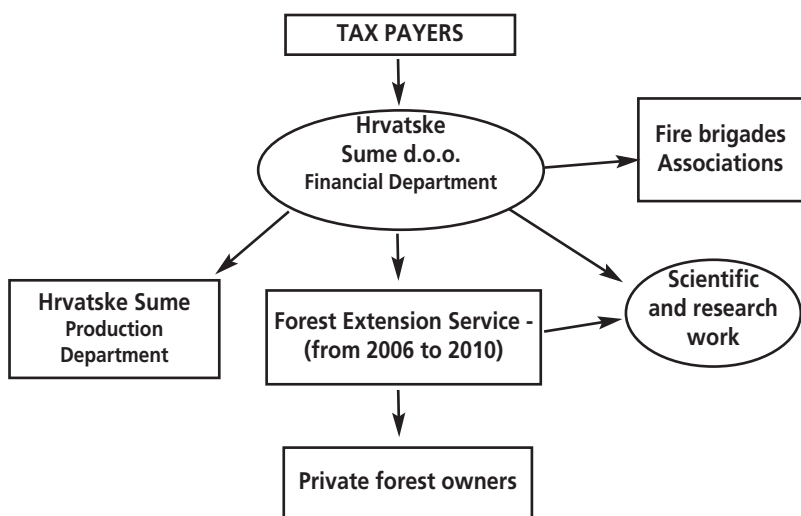 TAX PAYERS
Hrvatske
Sume d.o.o.
Financial Department
Fire brigades
Associations
Hrvatske Sume
Production
Department
Forest Extension Service -
(from 2006 to 2010)
Scientific
and research
work
Private forest owners